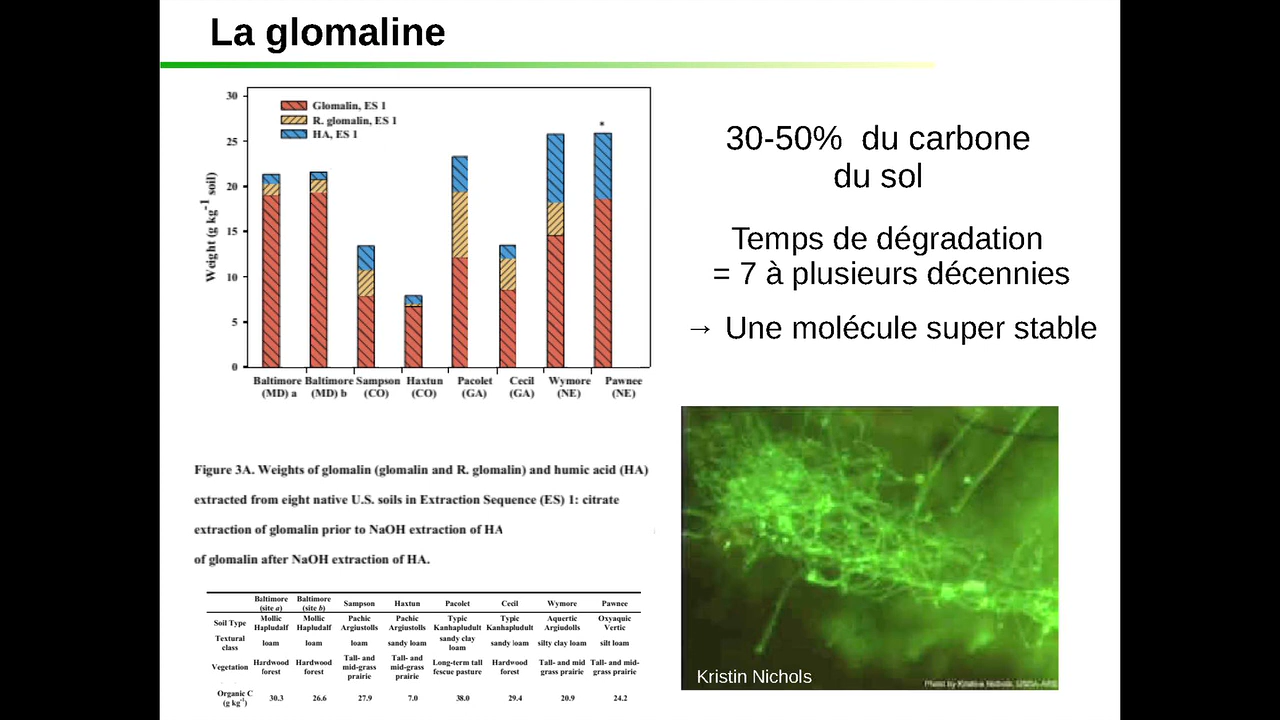 La glomaline
30
25
20
15
10
5
0
Weight (g kg-1 soil)
Glomalin, ES 1
R. glomalin, ES 1
HA, ES 1
*
Baltimore Baltimore Sampson Haxtun Pacolet Cecil Wymore Pawnee
(MD) a (MD) b (CO) (CO) (GA) (GA) (NE) (NE)
30-50% du carbone
du sol
Temps de dégradation
= 7 à plusieurs décennies
→ Une molécule super stable
Figure 3A. Weights of glomalin (glomalin and R. glomalin) and humic acid (HA)
extracted from eight native U.S. soils in Extraction Sequence (ES) 1: citrate
extraction of glomalin prior to NaOH extraction of HA
of glomalin after NaOH extraction of HA.
Baltimore Baltimore Sampson Haxtun Pacolet Cecil Wymore Pawnee
(site a) (site b)
Soil Type Mollic Mollic Pachic Pachic Typic Typic Aquertic Oxyaquic
Hapludalf Hapludalf Argiustolls Argiustolls Kanhapludult Kanhapludult Argiudolls Vertic
Textural class loam loam loam sandy loam sandy clay loam sandy loam silty clay loam silt loam
Vegetation Hardwood forest Hardwood forest Tall- and mid-grass prairie Tall- and mid-grass prairie Long-term tall fescue pasture Hardwood forest Tall- and mid grass prairie Tall- and mid-grass prairie
Organic C (g kg-1) 30.3 26.6 27.9 7.0 38.0 29.4 20.9 24.2
Kristin Nichols